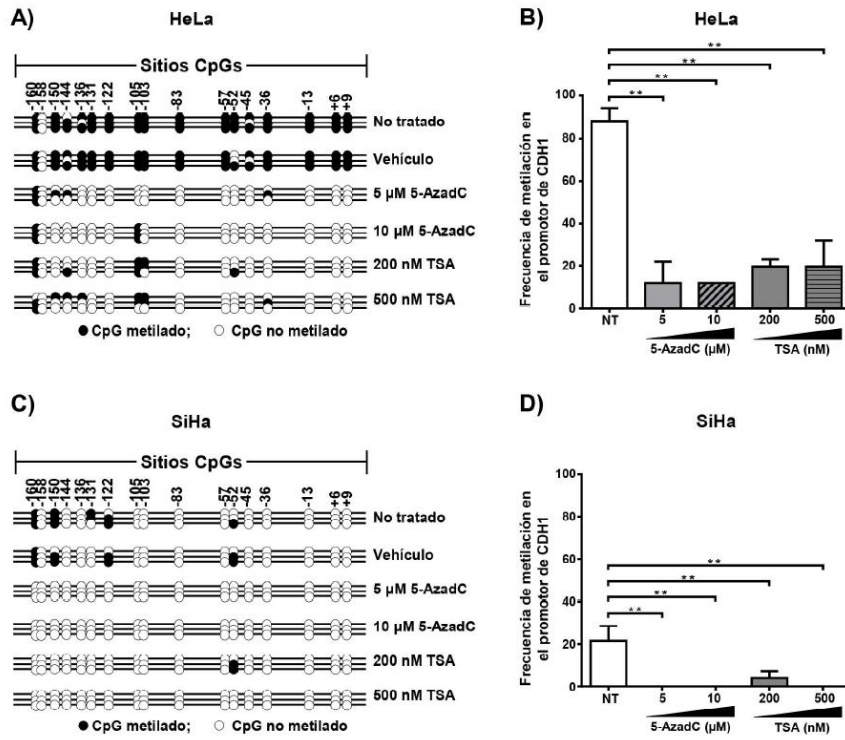 A)
HeLa
Sitios CpGs
-160 -158 -150 -144 -136 -131 -122 -105 -103 -83 -57 -52 -45 -36 -13 +6 +9
No tratado
Vehículo
5 µM 5-AzadC
10 µM 5-AzadC
200 nM TSA
500 nM TSA
CpG metilado; CpG no metilado
B)
HeLa
Frecuencia de metilación en
el promotor de CDH1
100
80
60
40
20
0
**
**
**
**
NT 5 10 200 500
5-AzadC (µM) TSA (nM)
C)
SiHa
Sitios CpGs
-160 -158 -150 -144 -136 -131 -122 -105 -103 -83 -57 -52 -45 -36 -13 +6 +9
No tratado
Vehículo
5 µM 5-AzadC
10 µM 5-AzadC
200 nM TSA
500 nM TSA
CpG metilado; CpG no metilado
D)
SiHa
Frecuencia de metilación en
el promotor de CDH1
100
80
60
40
20
0
**
**
**
**
NT 5 10 200 500
5-AzadC (µM) TSA (nM)